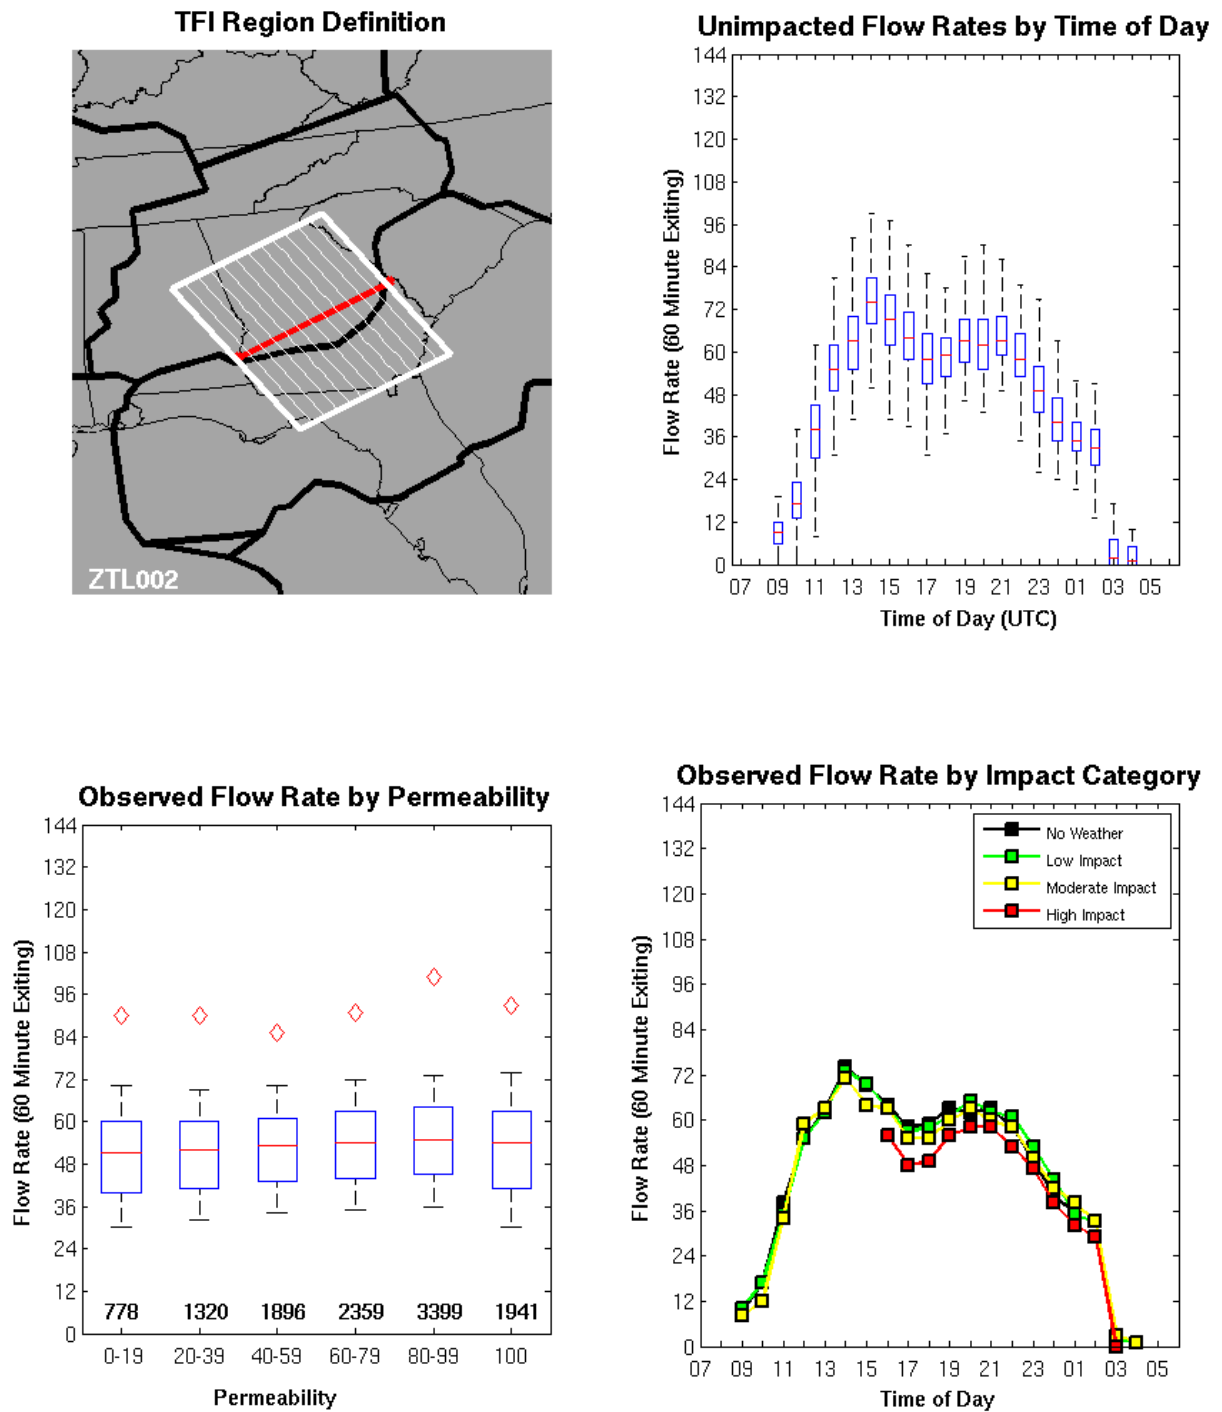 TFI Region Definition
ZTL002
Unimpacted Flow Rates by Time of Day
Flow Rate (60 Minute Exiting)
144
132
120
108
96
84
72
60
48
36
24
12
0
07 09 11 13 15 17 19 21 23 01 03 05
Time of Day (UTC)
Observed Flow Rate by Permeability
Flow Rate (60 Minute Exiting)
144
132
120
108
96
84
72
60
48
36
24
12
0
778 1320 1896 2359 3399 1941
0-19 20-39 40-59 60-79 80-99 100
Permeability
Observed Flow Rate by Impact Category
Flow Rate (60 Minute Exiting)
144
132
120
108
96
84
72
60
48
36
24
12
0
No Weather
Low Impact
Moderate Impact
High Impact
07 09 11 13 15 17 19 21 23 01 03 05
Time of Day